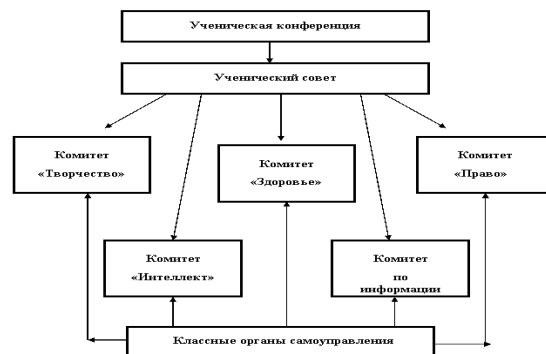 Ученическая конференция
Ученический совет
Комитет
«Творчество»
Комитет
«Здоровье»
Комитет
«Право»
Комитет
«Интеллект»
Комитет
по
информации
Классные органы самоуправления